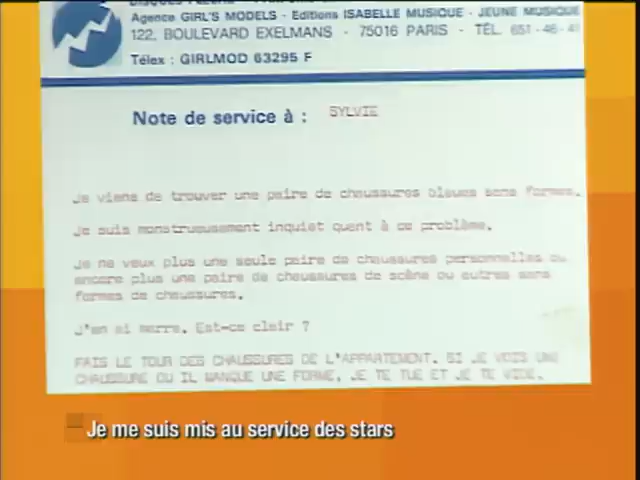 DISQUES FLECHE
Agence GIRL'S MODELS - Editions ISABELLE MUSIQUE - JEUNE MUSIQUE
122, BOULEVARD EXELMANS - 75016 PARIS - TÉL. 651-46-41
Télex : GIRLMOD 63295 F
Note de service à : SYLVIE
Je viens de trouver une paire de chaussures bleues sans formes.
Je suis monstrueusement inquiet quant à ce problème.
Je ne veux plus une seule paire de chaussures personnelles ou
encore plus une paire de chaussures de scène ou autres sans
formes de chaussures.
J'en ai marre. Est-ce clair ?
FAIS LE TOUR DES CHAUSSURES DE L'APPARTEMENT. SI JE VOIS UNE
CHAUSSURE OU IL MANQUE UNE FORME, JE TE TUE ET JE TE VIDE.
Je me suis mis au service des stars